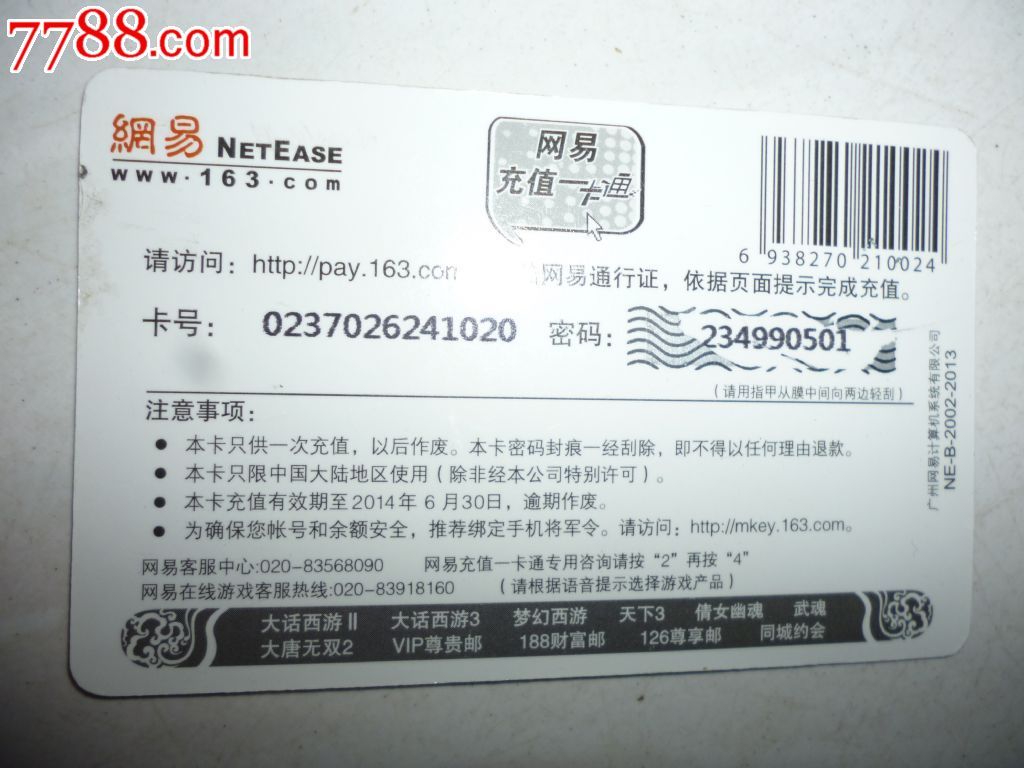 7788.com
網易 NETEASE
www.163.com
网易
充值一卡通
6 938270 210024
请访问：http://pay.163.com 网易通行证，依据页面提示完成充值。
卡号： 0237026241020 密码： 234990501
（请用指甲从膜中间向两边轻刮）
注意事项：
● 本卡只供一次充值，以后作废。本卡密码封痕一经刮除，即不得以任何理由退款。
● 本卡只限中国大陆地区使用（除非经本公司特别许可）。
● 本卡充值有效期至2014年 6 月30日，逾期作废。
● 为确保您帐号和余额安全，推荐绑定手机将军令。请访问：http://mkey.163.com。
网易客服中心:020-83568090 网易充值一卡通专用咨询请按“2”再按“4”
网易在线游戏客服热线:020-83918160 （请根据语音提示选择游戏产品）
大话西游Ⅱ 大话西游3 梦幻西游 天下3 倩女幽魂 武魂
大唐无双2 VIP尊贵邮 188财富邮 126尊享邮 同城约会
广州网易计算机系统有限公司
NE-B-2002-2013